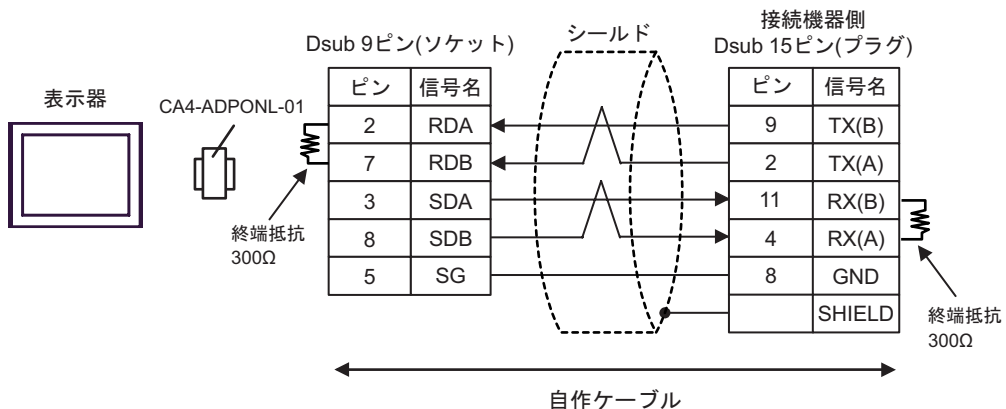 表示器
CA4-ADPONL-01
終端抵抗
300Ω
Dsub 9ピン(ソケット)
ピン 信号名
2 RDA
7 RDB
3 SDA
8 SDB
5 SG
シールド
接続機器側
Dsub 15ピン(プラグ)
ピン 信号名
9 TX(B)
2 TX(A)
11 RX(B)
4 RX(A)
8 GND
SHIELD
終端抵抗
300Ω
自作ケーブル